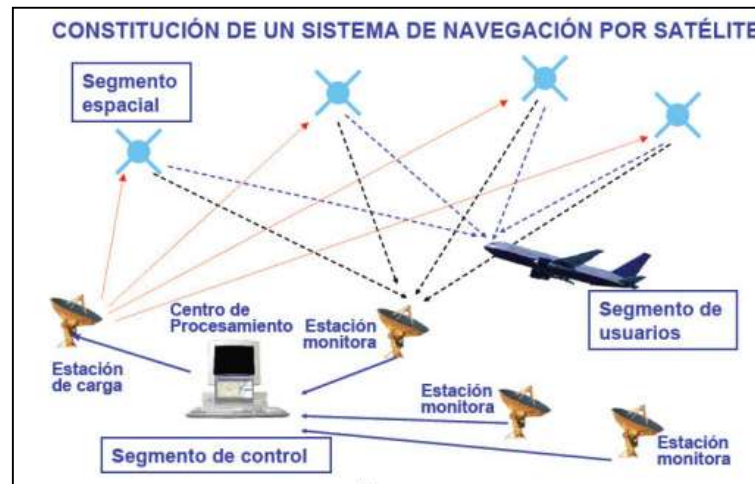 CONSTITUCIÓN DE UN SISTEMA DE NAVEGACIÓN POR SATÉLITE
Segmento
espacial
Centro de
Procesamiento
Estación
monitora
Segmento de
usuarios
Estación
de carga
Estación
monitora
Estación
monitora
Segmento de control